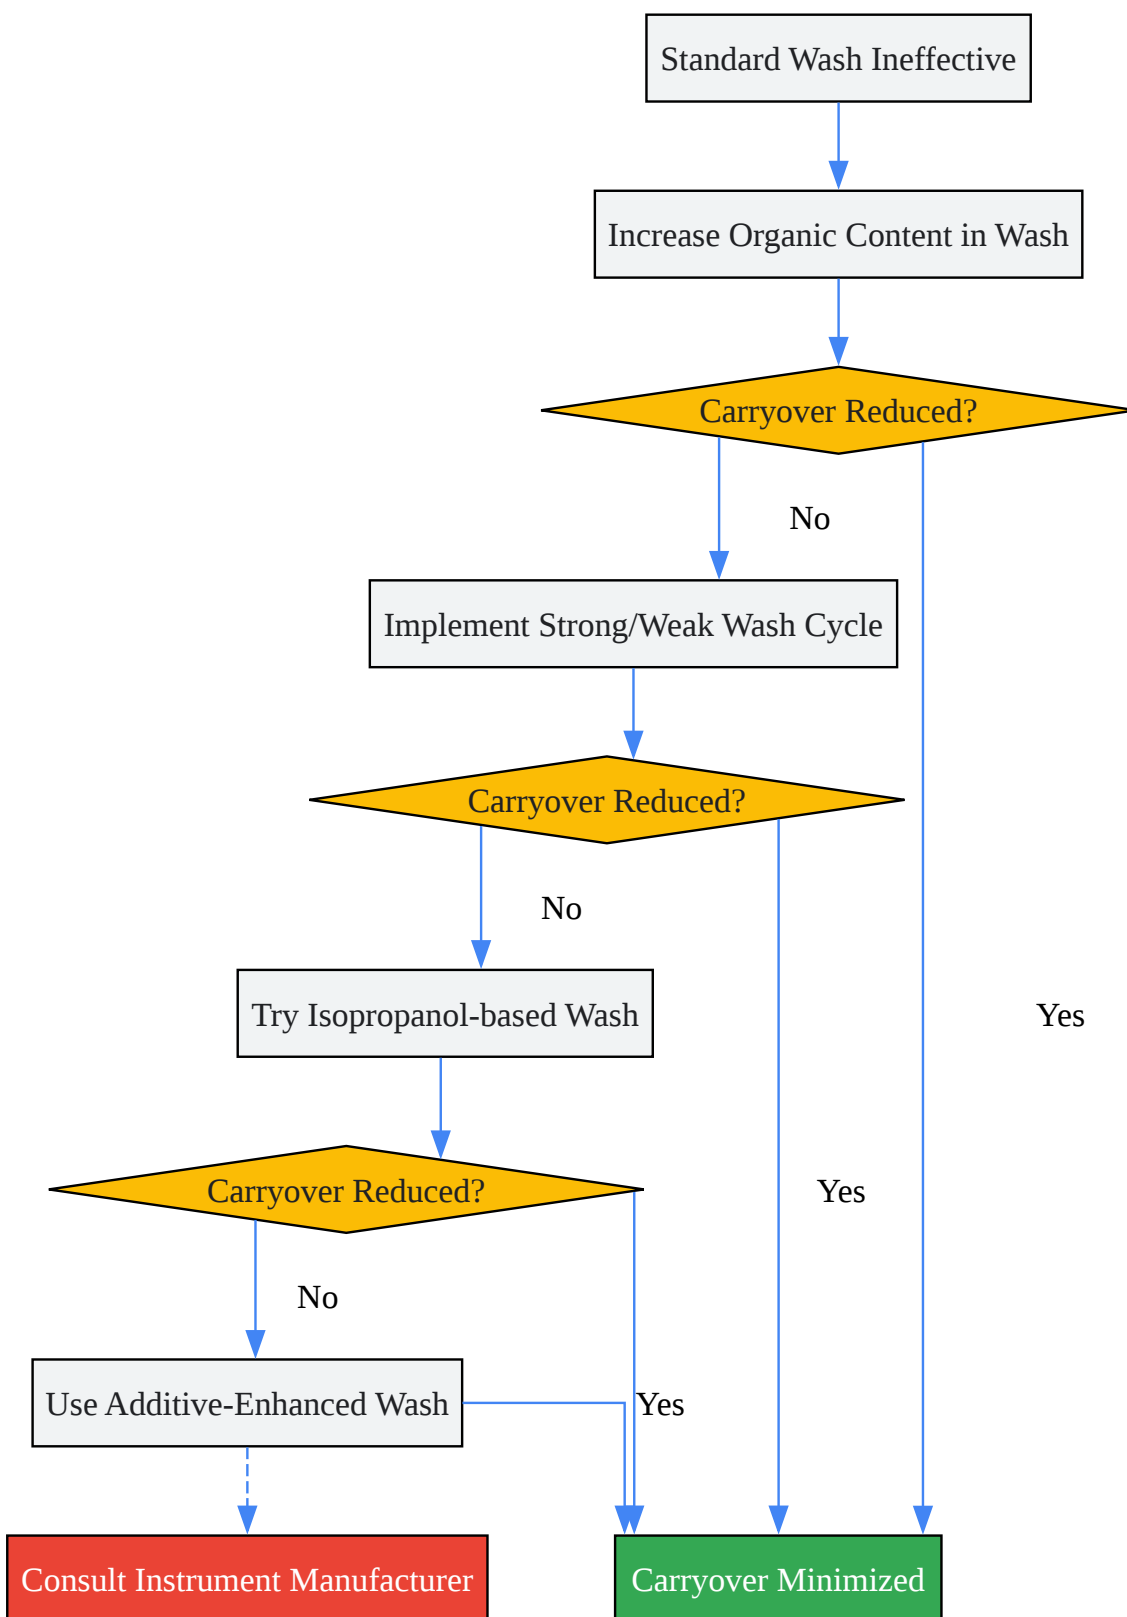 Standard Wash Ineffective
Increase Organic Content in Wash
Carryover Reduced?
No
Implement Strong/Weak Wash Cycle
Carryover Reduced?
No
Try Isopropanol-based Wash
Yes
Carryover Reduced?
Yes
No
Use Additive-Enhanced Wash
Yes
Consult Instrument Manufacturer
Carryover Minimized